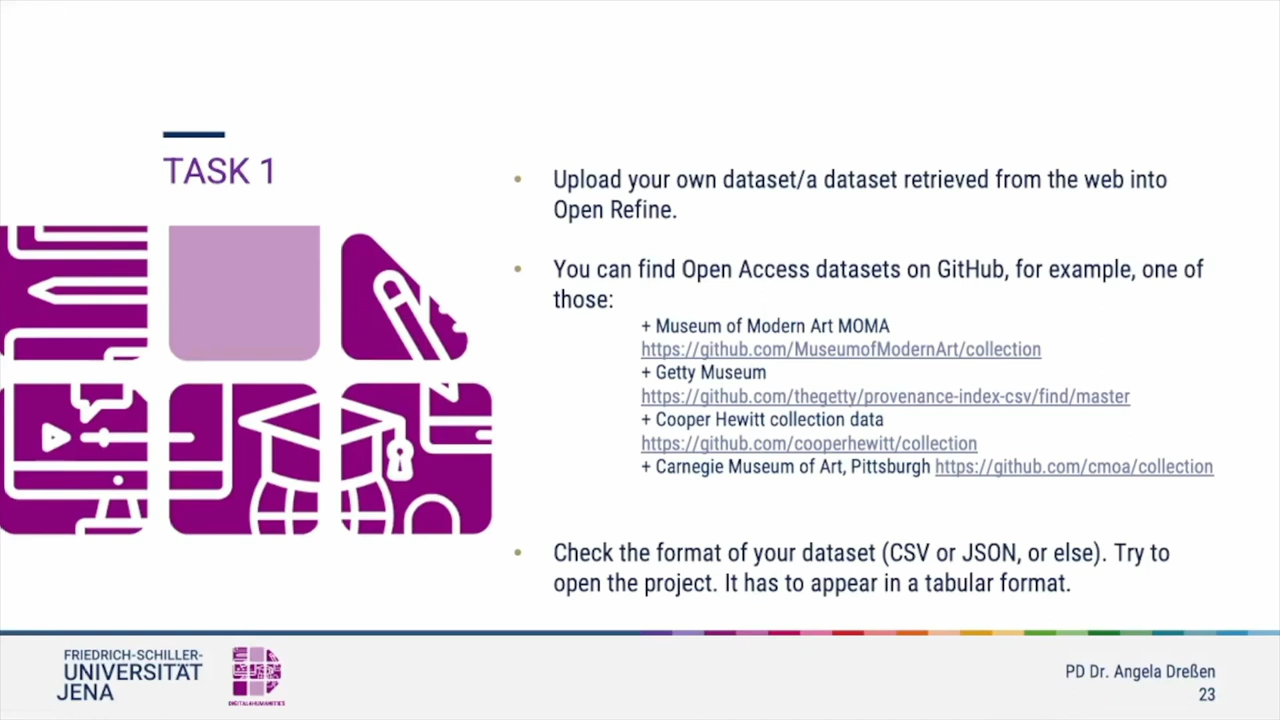 TASK 1
• Upload your own dataset/a dataset retrieved from the web into
Open Refine.
• You can find Open Access datasets on GitHub, for example, one of
those:
+ Museum of Modern Art MOMA
https://github.com/MuseumofModernArt/collection
+ Getty Museum
https://github.com/thegetty/provenance-index-csv/find/master
+ Cooper Hewitt collection data
https://github.com/cooperhewitt/collection
+ Carnegie Museum of Art, Pittsburgh https://github.com/cmoa/collection
• Check the format of your dataset (CSV or JSON, or else). Try to
open the project. It has to appear in a tabular format.
FRIEDRICH-SCHILLER-
UNIVERSITÄT
JENA
DIGITAL4HUMANITIES
PD Dr. Angela Dreßen
23